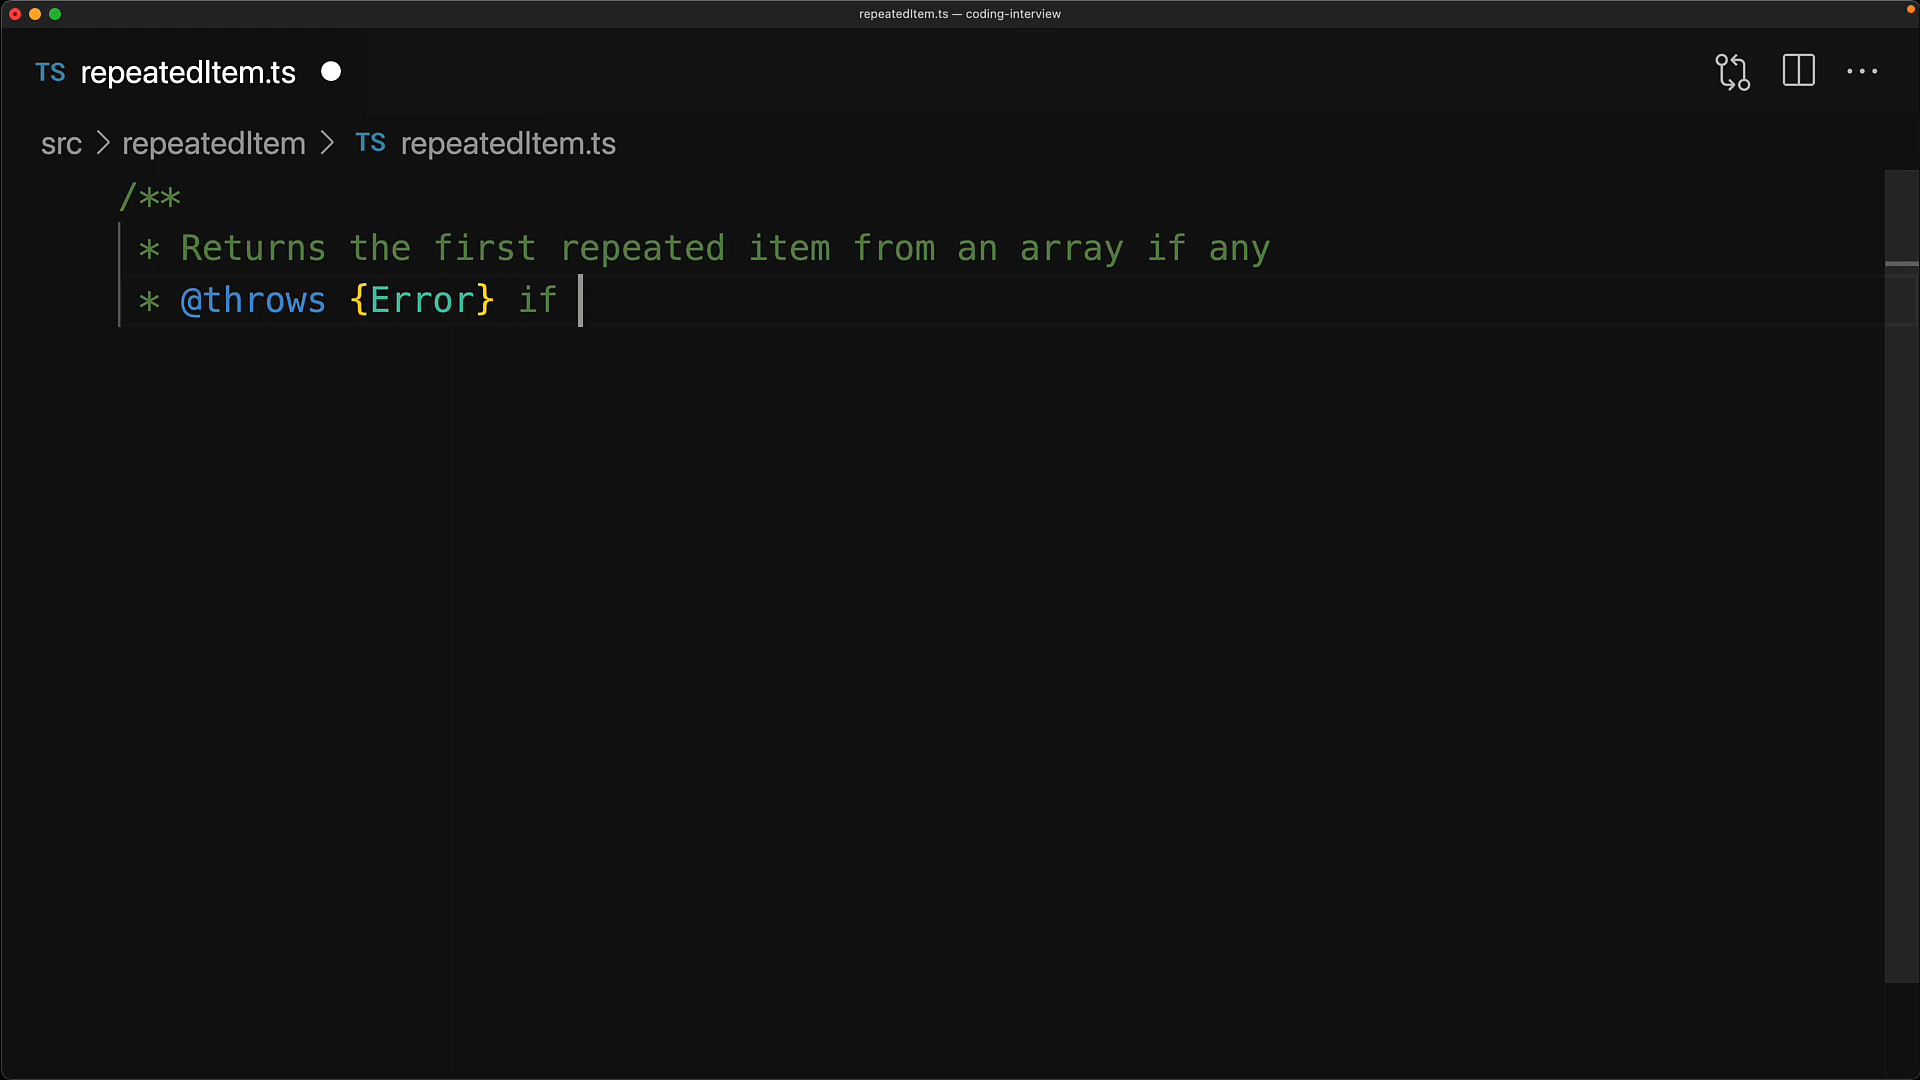 repeatedItem.ts — coding-interview
TS repeatedItem.ts
src > repeatedItem > TS repeatedItem.ts
/**
* Returns the first repeated item from an array if any
* @throws {Error} if